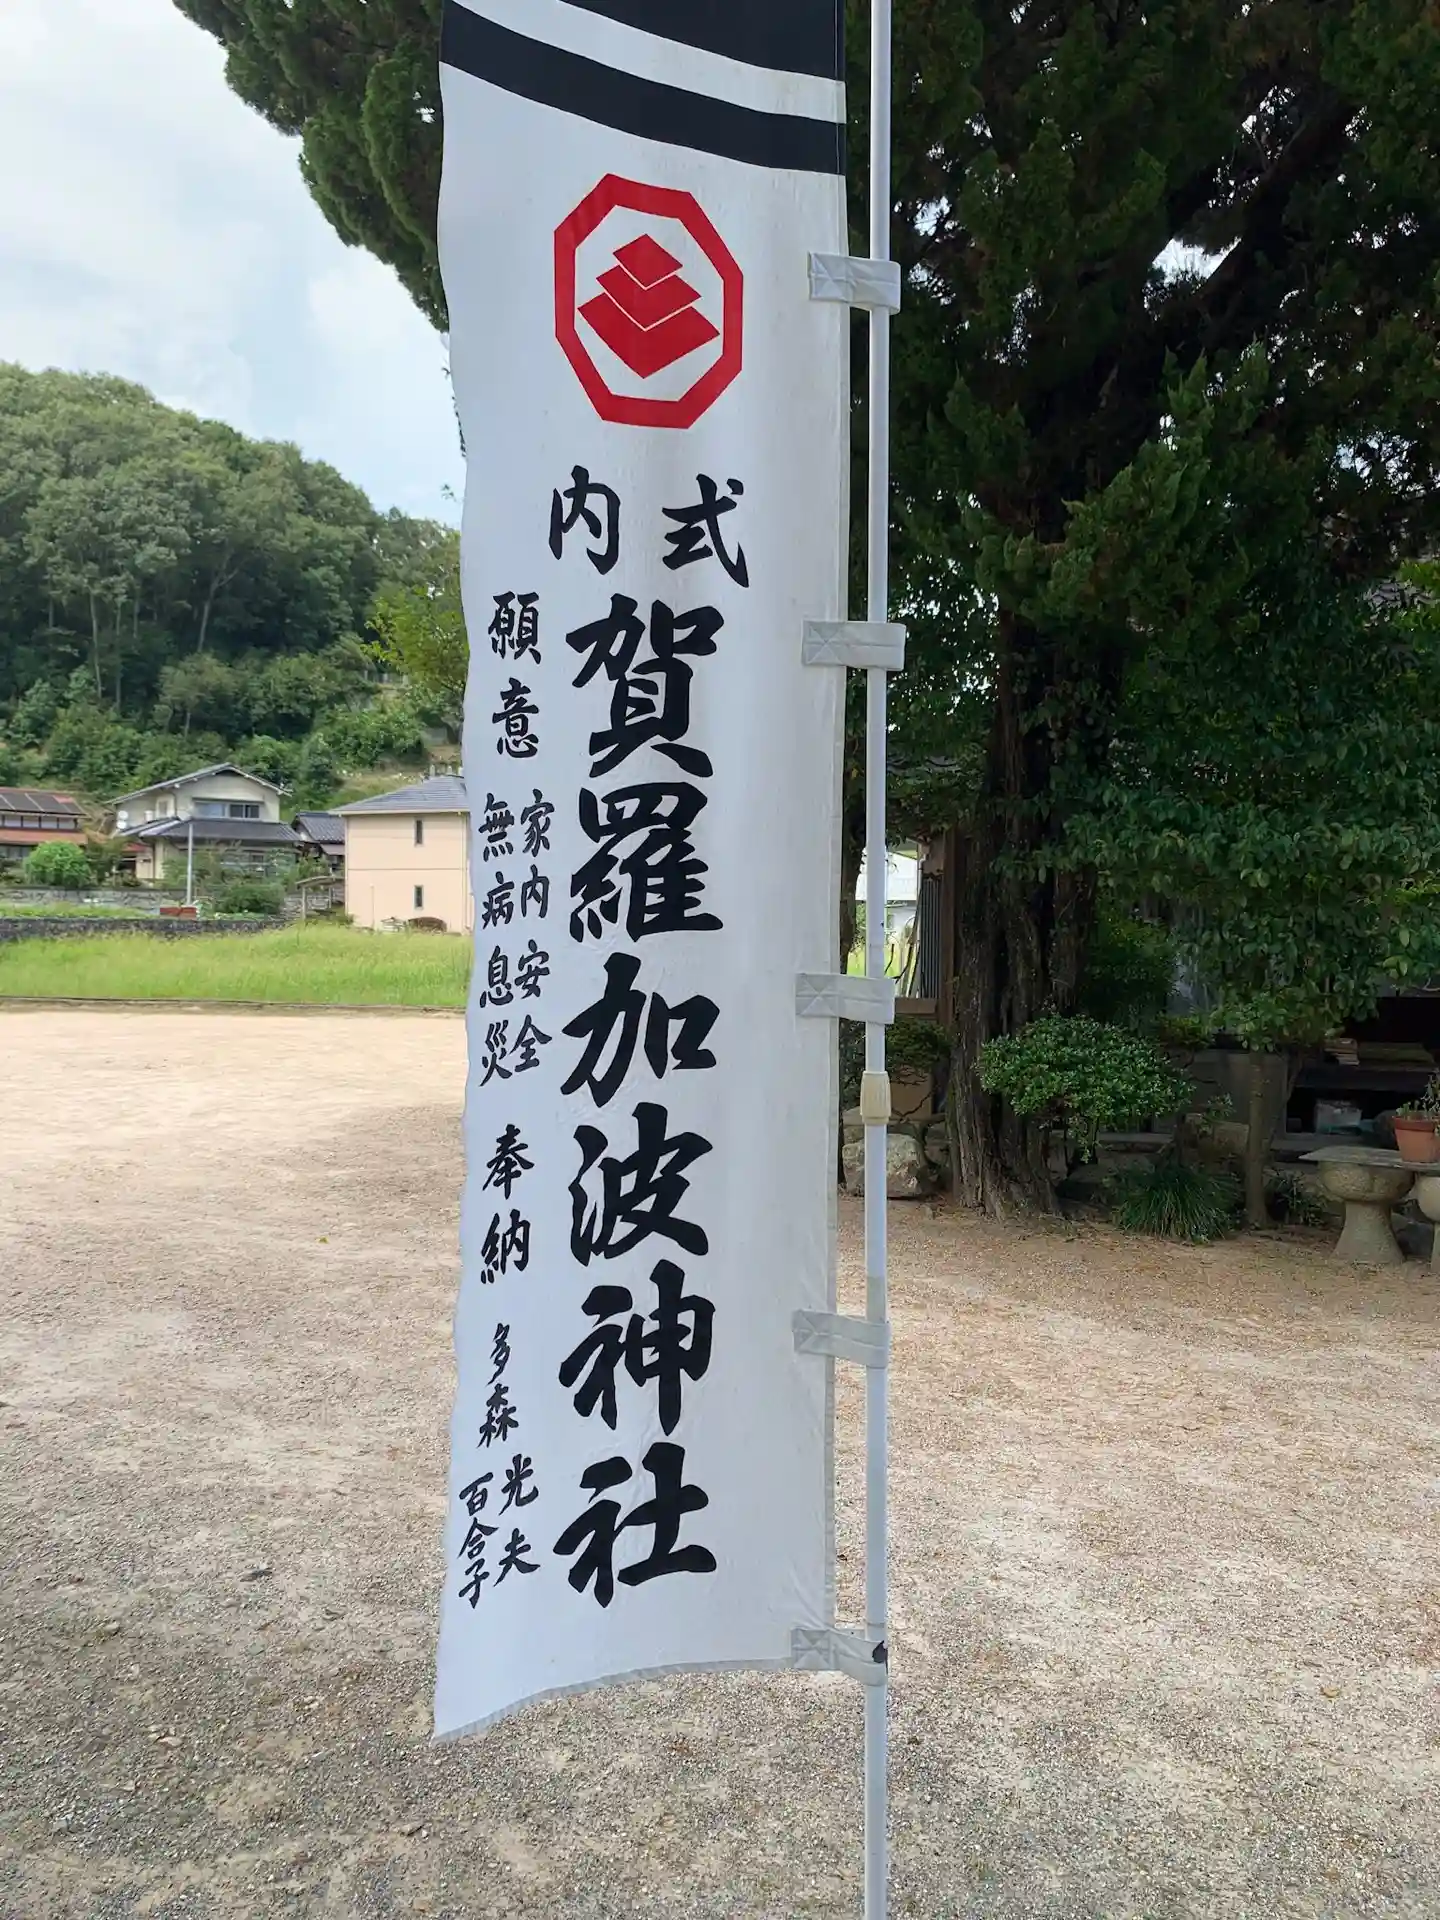 式内
賀羅加波神社
願意
家内安全
無病息災
奉納
多森
光夫
百合子